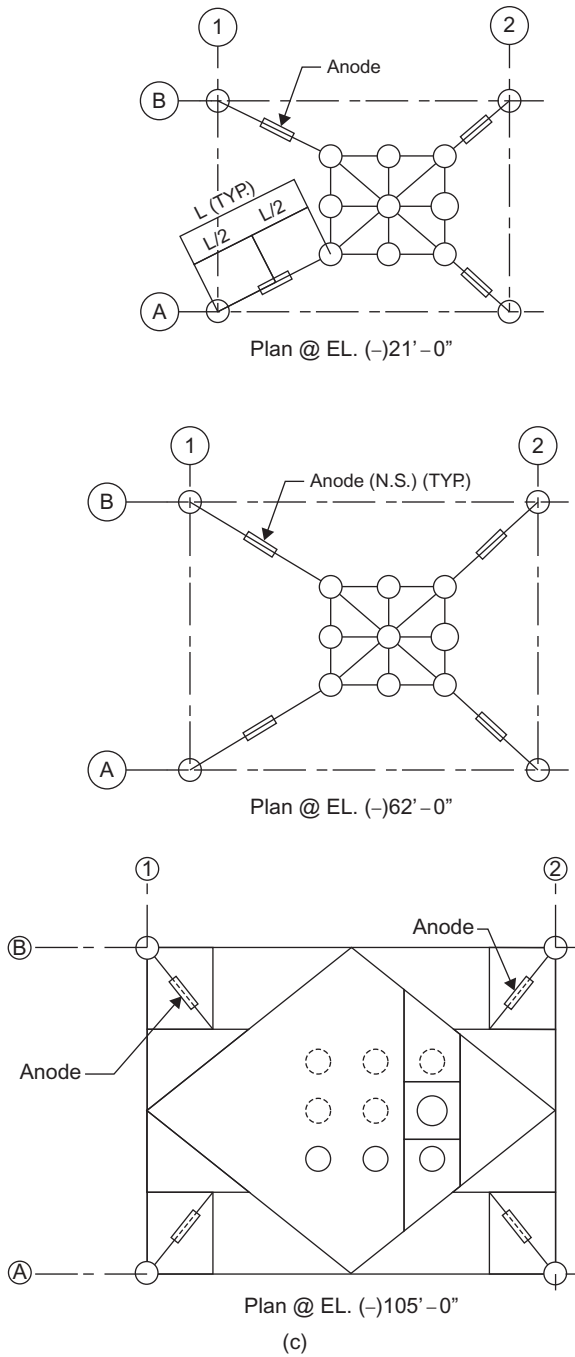 1
2
Anode
B
L (TYP.)
L/2
L/2
A
Plan @ EL. (–)21’–0”
1
2
Anode (N.S.) (TYP.)
B
A
Plan @ EL. (–)62’–0”
1
2
Anode
B
Anode
A
Plan @ EL. (–)105’–0”
(c)